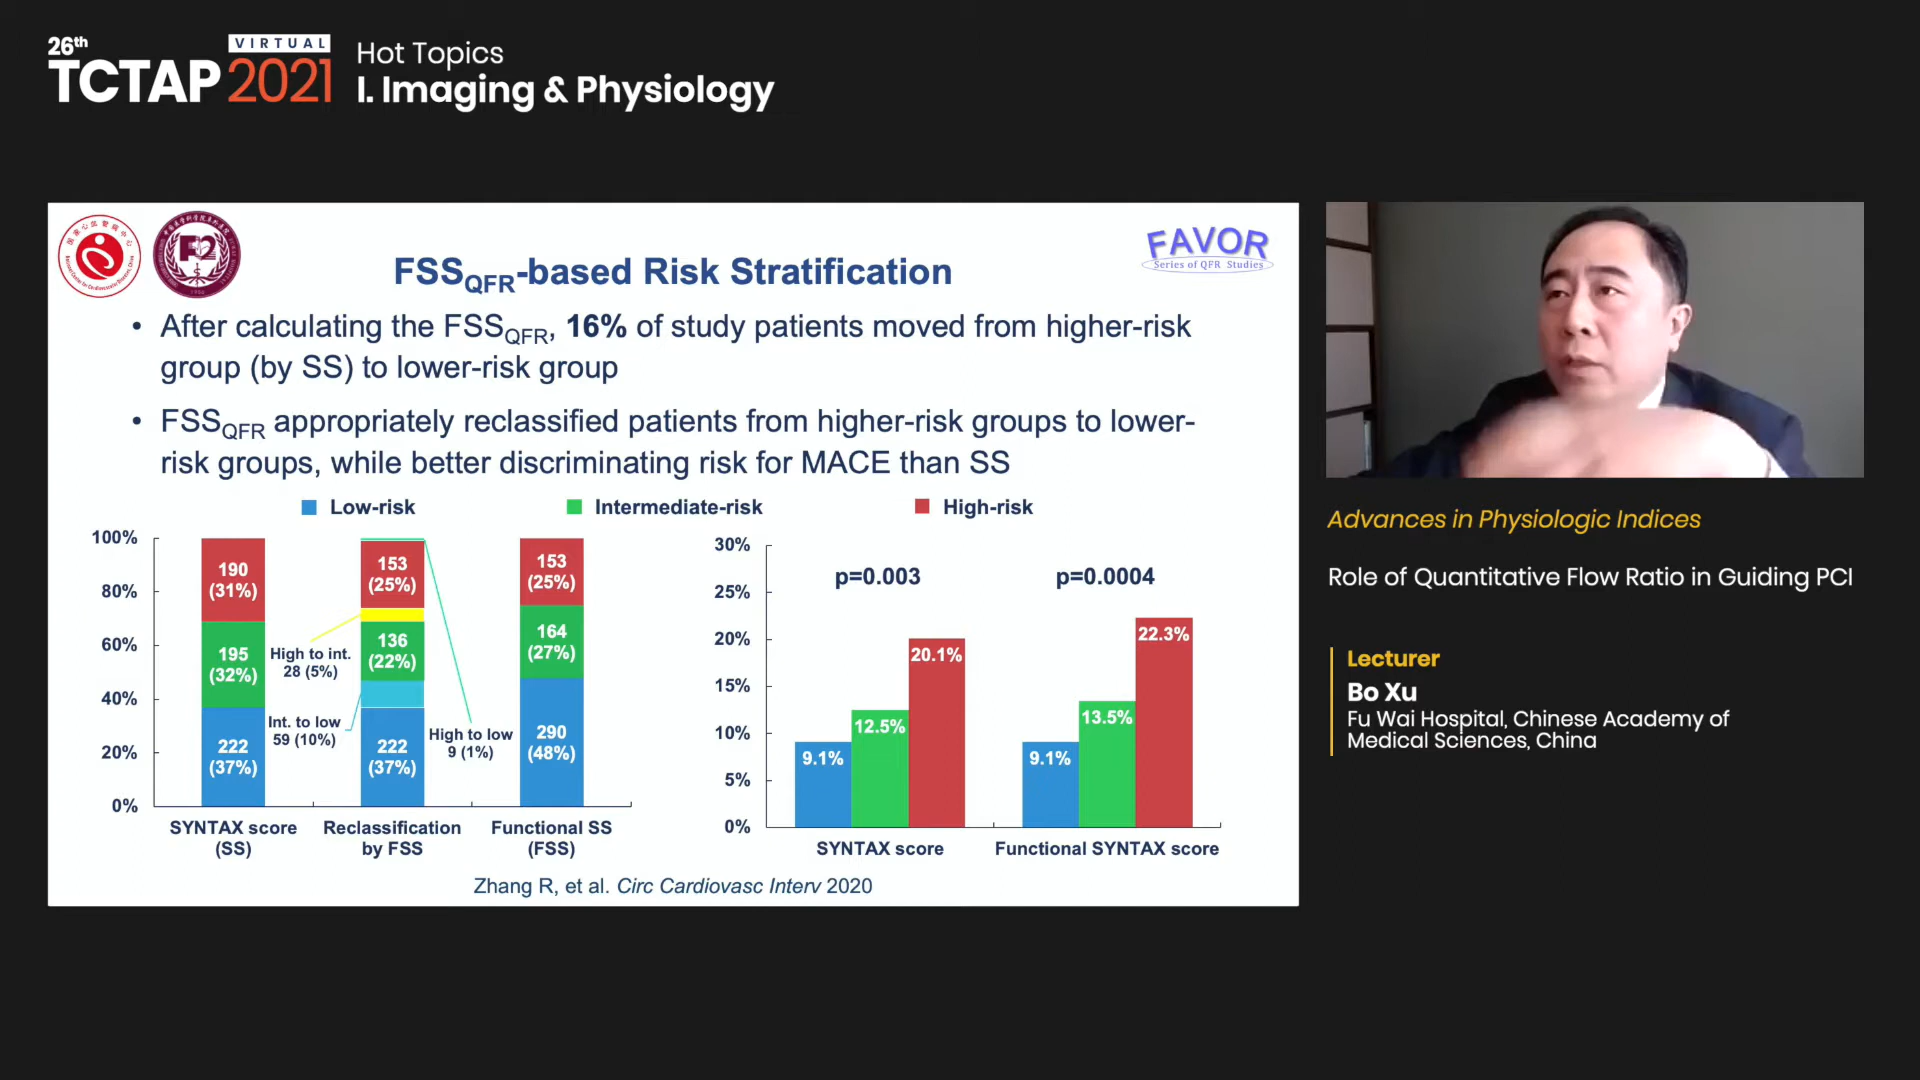 26th
VIRTUAL
TCTAP 2021
Hot Topics
I. Imaging & Physiology
FAVOR
Series of QFR Studies
FSSQFR-based Risk Stratification
• After calculating the FSSQFR, 16% of study patients moved from higher-risk
group (by SS) to lower-risk group
• FSSQFR appropriately reclassified patients from higher-risk groups to lower-
risk groups, while better discriminating risk for MACE than SS
Low-risk
Intermediate-risk
High-risk
100%
80%
60%
40%
20%
0%
190
(31%)
195
(32%)
222
(37%)
High to int.
28 (5%)
Int. to low
59 (10%)
153
(25%)
136
(22%)
222
(37%)
High to low
9 (1%)
153
(25%)
164
(27%)
290
(48%)
SYNTAX score
(SS)
Reclassification
by FSS
Functional SS
(FSS)
30%
25%
20%
15%
10%
5%
0%
p=0.003
p=0.0004
9.1%
12.5%
20.1%
9.1%
13.5%
22.3%
SYNTAX score
Functional SYNTAX score
Zhang R, et al. Circ Cardiovasc Interv 2020
Advances in Physiologic Indices
Role of Quantitative Flow Ratio in Guiding PCI
Lecturer
Bo Xu
Fu Wai Hospital, Chinese Academy of
Medical Sciences, China